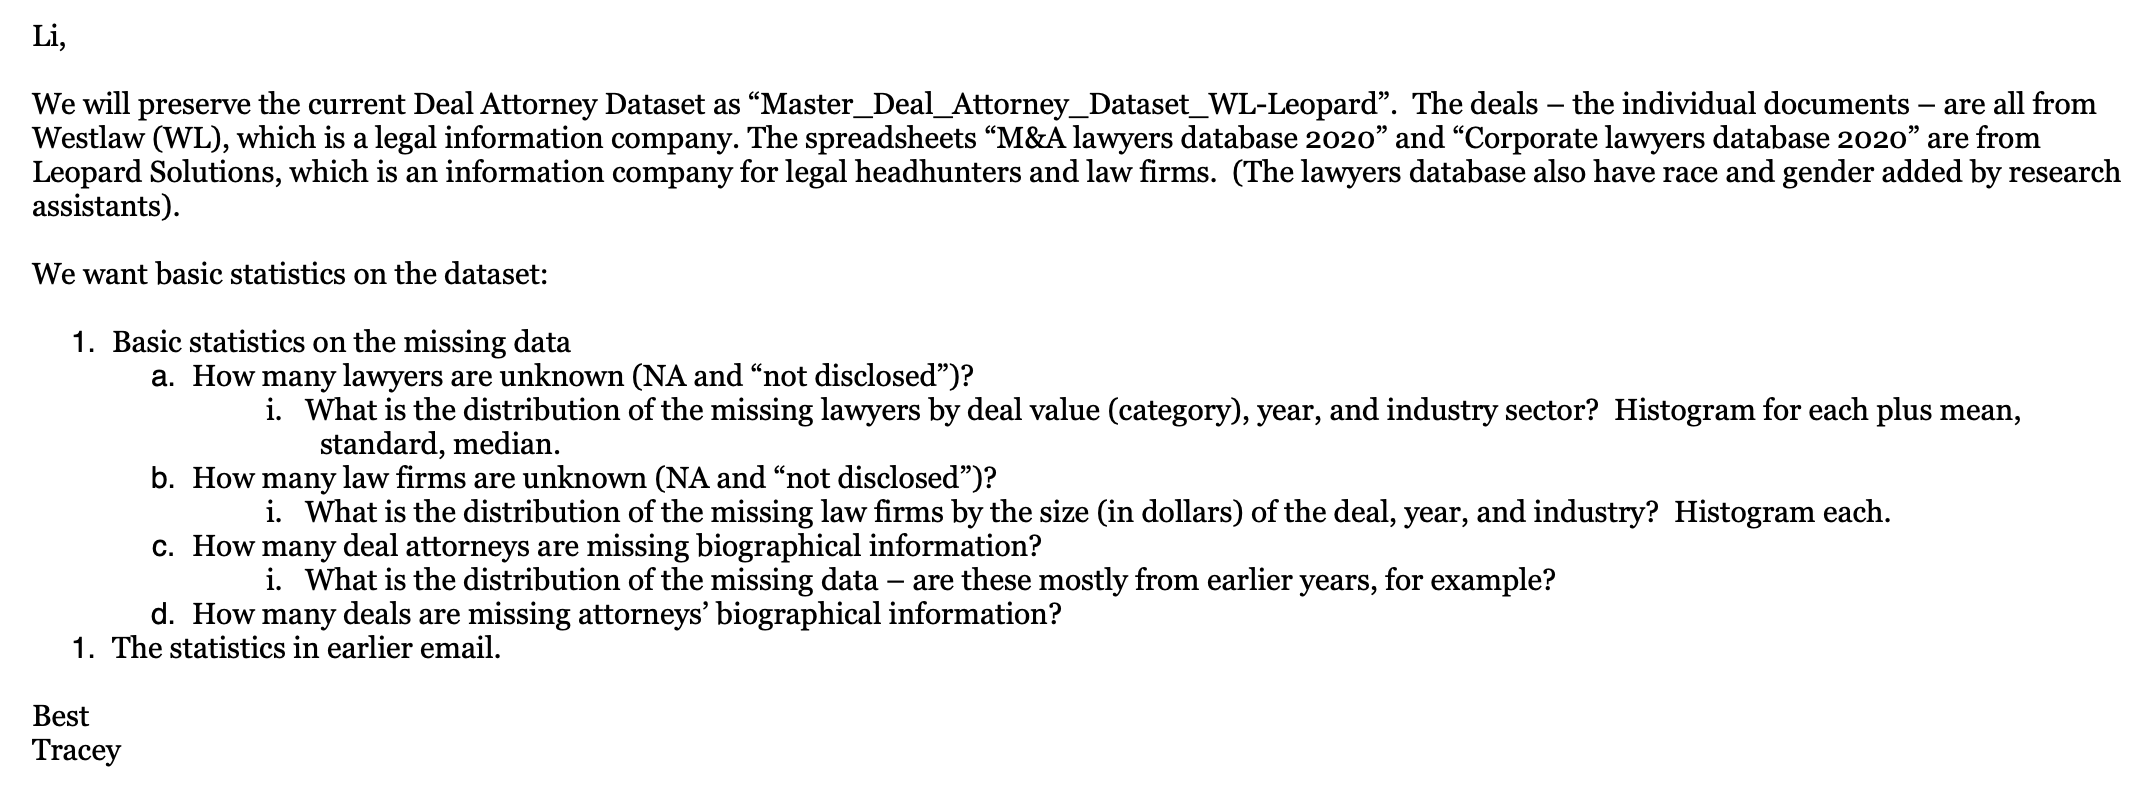 Li,
We will preserve the current Deal Attorney Dataset as “Master_Deal_Attorney_Dataset_WL-Leopard”.  The deals – the individual documents – are all from
Westlaw (WL), which is a legal information company. The spreadsheets “M&A lawyers database 2020” and “Corporate lawyers database 2020” are from
Leopard Solutions, which is an information company for legal headhunters and law firms.  (The lawyers database also have race and gender added by research
assistants).
We want basic statistics on the dataset:
1. Basic statistics on the missing data
a. How many lawyers are unknown (NA and “not disclosed”)?
i. What is the distribution of the missing lawyers by deal value (category), year, and industry sector?  Histogram for each plus mean,
standard, median.
b. How many law firms are unknown (NA and “not disclosed”)?
i. What is the distribution of the missing law firms by the size (in dollars) of the deal, year, and industry?  Histogram each.
c. How many deal attorneys are missing biographical information?
i. What is the distribution of the missing data – are these mostly from earlier years, for example?
d. How many deals are missing attorneys’ biographical information?
1. The statistics in earlier email.
Best
Tracey